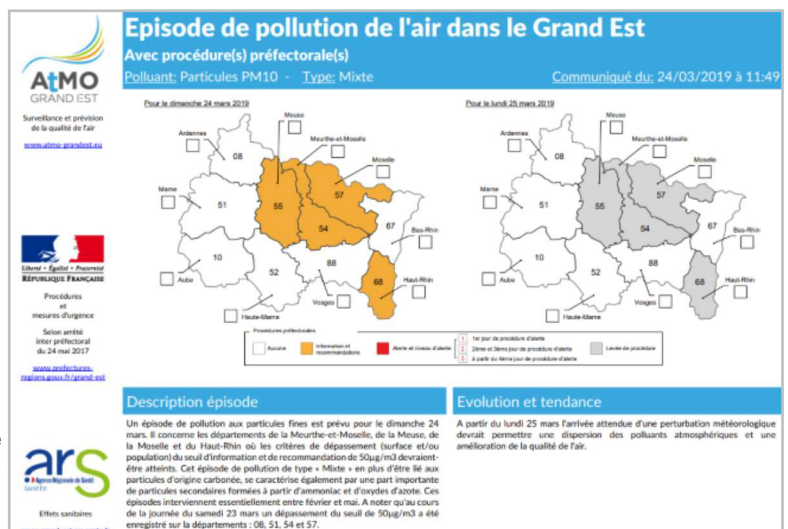 Episode de pollution de l'air dans le Grand Est
Avec procédure(s) préfectorale(s)
Polluant: Particules PM10 - Type: Mixte
Communiqué du: 24/03/2019 à 11:49
ATMO
GRAND EST
Surveillance et prévision
de la qualité de l'air
www.atmo-grandest.eu
Liberté • Égalité • Fraternité
RÉPUBLIQUE FRANÇAISE
Procédures
et
mesures d'urgence
Selon arrêté
inter préfectoral
du 24 mai 2017
www.prefectures-
regions.gouv.fr/grand-est
ars
Agence Régionale de Santé
Grand Est
Effets sanitaires
Pour le dimanche 24 mars 2019
Ardennes
Meuse
Meurthe-et-Moselle
Moselle
Marne
Bas-Rhin
Aube
Haute-Marne
Vosges
Haut-Rhin
08
51
55
57
54
67
10
52
88
68
Pour le lundi 25 mars 2019
Ardennes
Meuse
Meurthe-et-Moselle
Moselle
Marne
Bas-Rhin
Aube
Haute-Marne
Vosges
Haut-Rhin
08
51
55
57
54
67
10
52
88
68
Procédures préfectorales
Aucune
Information et
recommandations
Alerte et niveau d'alerte
1 1er jour de procédure d'alerte
2 2ème et 3ème jour de procédure d'alerte
3 à partir du 4ème jour de procédure d'alerte
Levée de procédure
Description épisode
Un épisode de pollution aux particules fines est prévu pour le dimanche 24
mars. Il concerne les départements de la Meurthe-et-Moselle, de la Meuse, de
la Moselle et du Haut-Rhin où les critères de dépassement (surface et/ou
population) du seuil d'information et de recommandation de 50µg/m3 devraient-
être atteints. Cet épisode de pollution de type « Mixte » en plus d'être lié aux
particules d'origine carbonée, se caractérise également par une part importante
de particules secondaires formées à partir d'ammoniac et d'oxydes d'azote. Ces
épisodes interviennent essentiellement entre février et mai. A noter qu'au cours
de la journée du samedi 23 mars un dépassement du seuil de 50µg/m3 a été
enregistré sur la départements : 08, 51, 54 et 57.
Evolution et tendance
A partir du lundi 25 mars l'arrivée attendue d'une perturbation météorologique
devrait permettre une dispersion des polluants atmosphériques et une
amélioration de la qualité de l'air.